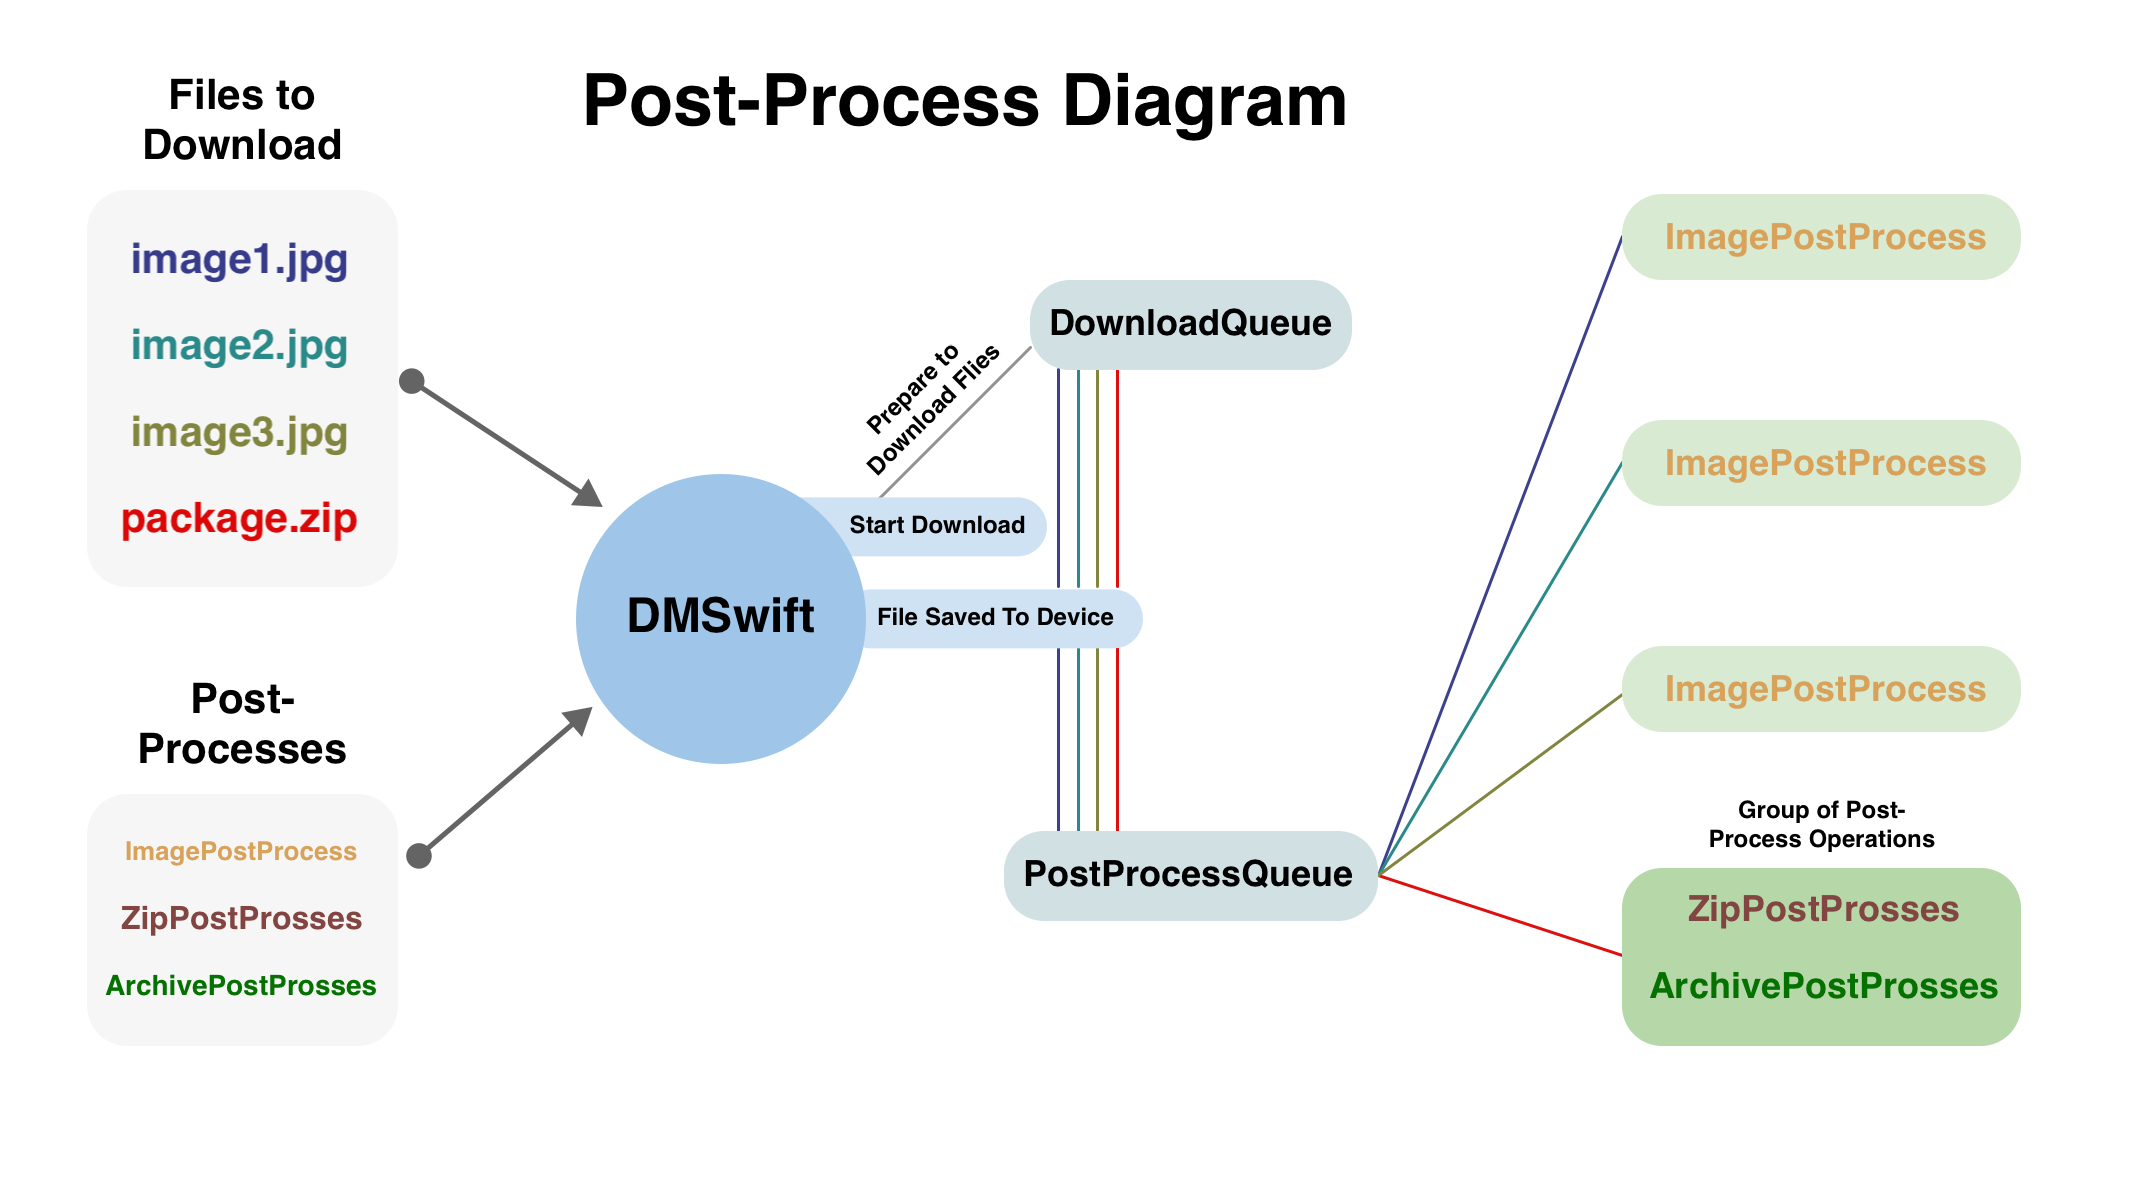 Post-Process Diagram
Files to
Download
image1.jpg
image2.jpg
image3.jpg
package.zip
Post-
Processes
ImagePostProcess
ZipPostProsses
ArchivePostProsses
DMSwift
Prepare to
Download Flies
Start Download
File Saved To Device
DownloadQueue
PostProcessQueue
ImagePostProcess
ImagePostProcess
ImagePostProcess
Group of Post-
Process Operations
ZipPostProsses
ArchivePostProsses